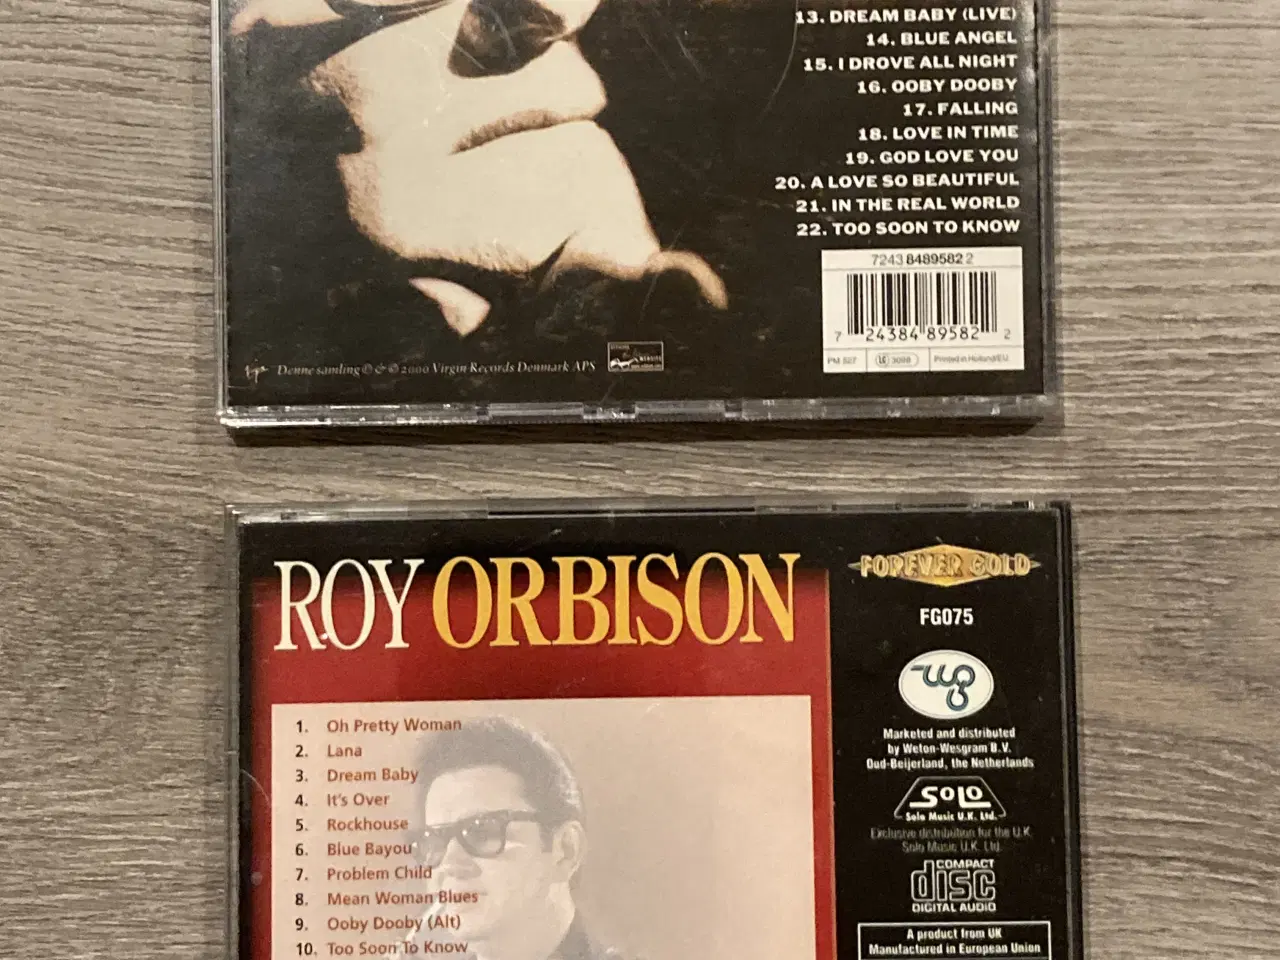 13. DREAM BABY (LIVE)
14. BLUE ANGEL
15. I DROVE ALL NIGHT
16. OOBY DOOBY
17. FALLING
18. LOVE IN TIME
19. GOD LOVE YOU
20. A LOVE SO BEAUTIFUL
21. IN THE REAL WORLD
22. TOO SOON TO KNOW
7243 8489582 2
7 24384 89582 2
PM 527 LC 3098 Printed in Holland/EU.
Denne samling ℗ & © 2000 Virgin Records Denmark APS
ROY ORBISON
FOREVER GOLD
FG075
1. Oh Pretty Woman
2. Lana
3. Dream Baby
4. It's Over
5. Rockhouse
6. Blue Bayou
7. Problem Child
8. Mean Woman Blues
9. Ooby Dooby (Alt)
10. Too Soon To Know
Marketed and distributed
by Weton-Wesgram B.V.
Oud-Beijerland, the Netherlands
SOLO
Solo Music U.K. Ltd.
Exclusive distribution for the U.K.
Solo Music U.K. Ltd.
COMPACT
disc
DIGITAL AUDIO
A product from UK
Manufactured in European Union